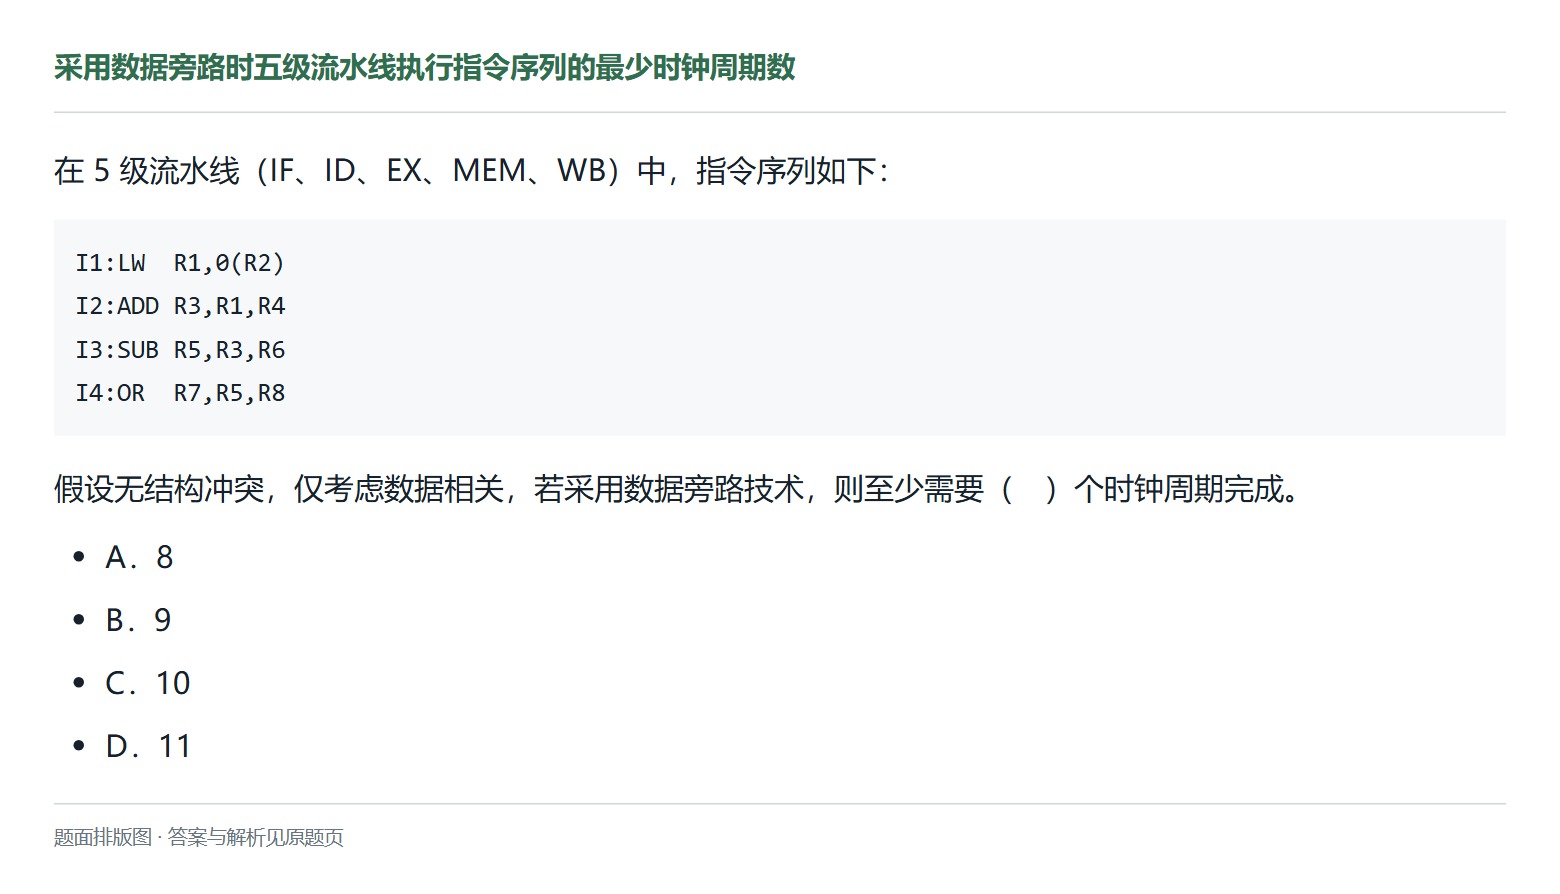 采用数据旁路时五级流水线执行指令序列的最少时钟周期数
在 5 级流水线（IF、ID、EX、MEM、WB）中，指令序列如下：
I1:LW  R1,0(R2)
I2:ADD R3,R1,R4
I3:SUB R5,R3,R6
I4:OR  R7,R5,R8
假设无结构冲突，仅考虑数据相关，若采用数据旁路技术，则至少需要（　）个时钟周期完成。
• A．8
• B．9
• C．10
• D．11
题面排版图 · 答案与解析见原题页